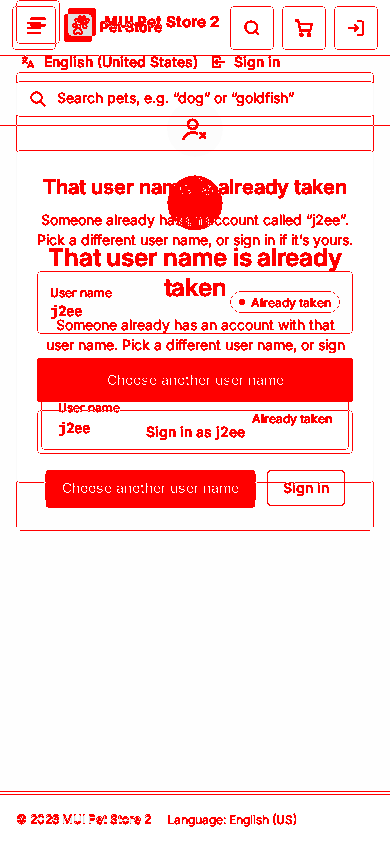 MUI Pet Store 2
Pet Store
English (United States) Sign in
Search pets, e.g. “dog” or “goldfish”
That user name is already taken
Someone already has an account called “j2ee”.
Pick a different user name, or sign in if it's yours.
That user name is already
taken
User name
j2ee
Already taken
Someone already has an account with that
user name. Pick a different user name, or sign
Choose another user name
User name
j2ee
Already taken
Sign in as j2ee
Choose another user name
Sign in
© 2026 MUI Pet Store 2 Language: English (US)